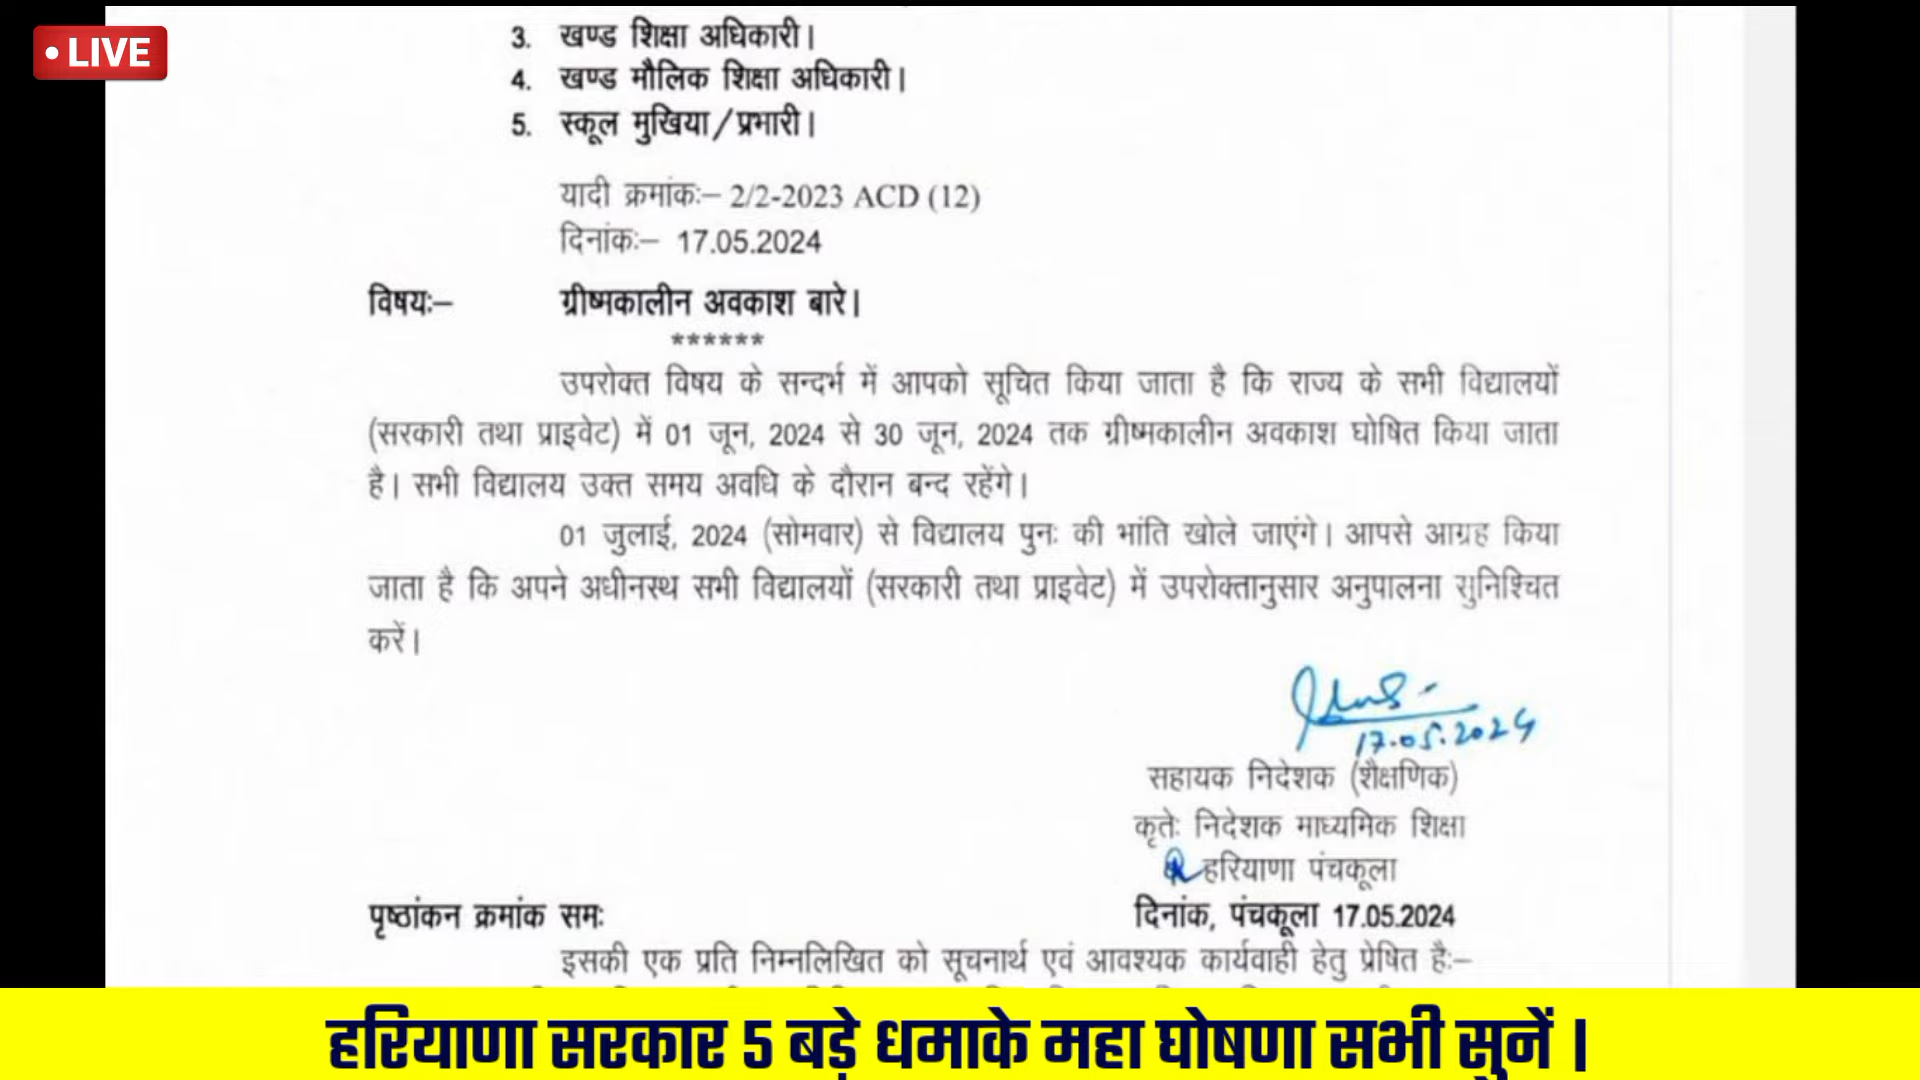 • LIVE
3. खण्ड शिक्षा अधिकारी।
4. खण्ड मौलिक शिक्षा अधिकारी।
5. स्कूल मुखिया/प्रभारी।
यादी क्रमांकः– 2/2-2023 ACD (12)
दिनांकः– 17.05.2024
विषयः– ग्रीष्मकालीन अवकाश बारे।
******
उपरोक्त विषय के सन्दर्भ में आपको सूचित किया जाता है कि राज्य के सभी विद्यालयों
(सरकारी तथा प्राइवेट) में 01 जून, 2024 से 30 जून, 2024 तक ग्रीष्मकालीन अवकाश घोषित किया जाता
है। सभी विद्यालय उक्त समय अवधि के दौरान बन्द रहेंगे।
01 जुलाई, 2024 (सोमवार) से विद्यालय पुनः की भांति खोले जाएंगे। आपसे आग्रह किया
जाता है कि अपने अधीनस्थ सभी विद्यालयों (सरकारी तथा प्राइवेट) में उपरोक्तानुसार अनुपालना सुनिश्चित
करें।
17.05.2024
सहायक निदेशक (शैक्षणिक)
कृतेः निदेशक माध्यमिक शिक्षा
हरियाणा पंचकूला
पृष्ठांकन क्रमांक समः दिनांक, पंचकूला 17.05.2024
इसकी एक प्रति निम्नलिखित को सूचनार्थ एवं आवश्यक कार्यवाही हेतु प्रेषित हैः–
हरियाणा सरकार 5 बड़े धमाके महा घोषणा सभी सुनें।